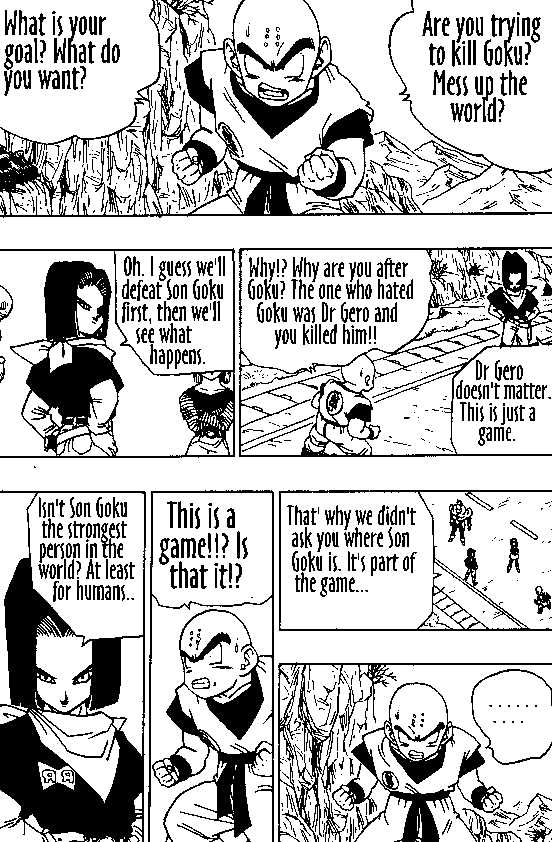 What is your
goal? What do
you want?
Are you trying
to kill Goku?
Mess up the
world?
Oh. I guess we'll
defeat Son Goku
first, then we'll
see what
happens.
Why!? Why are you after
Goku? The one who hated
Goku was Dr Gero and
you killed him!!
Dr Gero
doesn't matter.
This is just a
game.
Isn't Son Goku
the strongest
person in the
world? At least
for humans..
This is a
game!!? Is
that it!?
That' why we didn't
ask you where Son
Goku is. It's part of
the game...
. . . . . .
. . . .